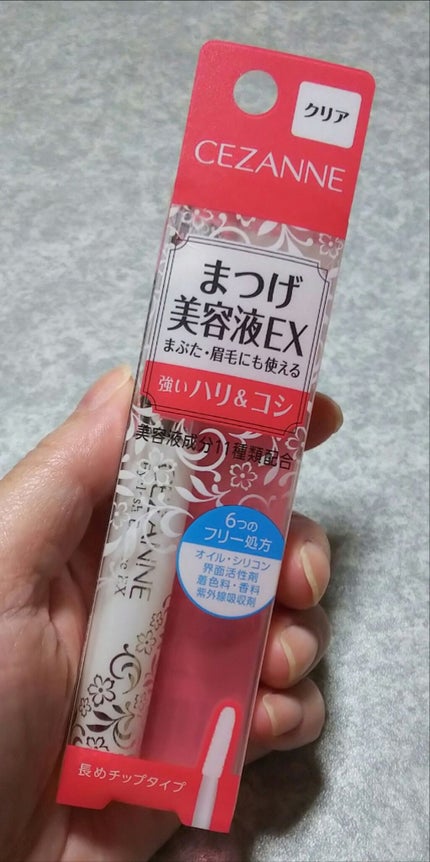 クリア
CEZANNE
まつげ
美容液EX
まぶた・眉毛にも使える
強いハリ&コシ
美容液成分11種類配合
6つの
フリー処方
オイル・シリコン
界面活性剤
着色料・香料
紫外線吸収剤
CEZANNE
EX
長めチップタイプ